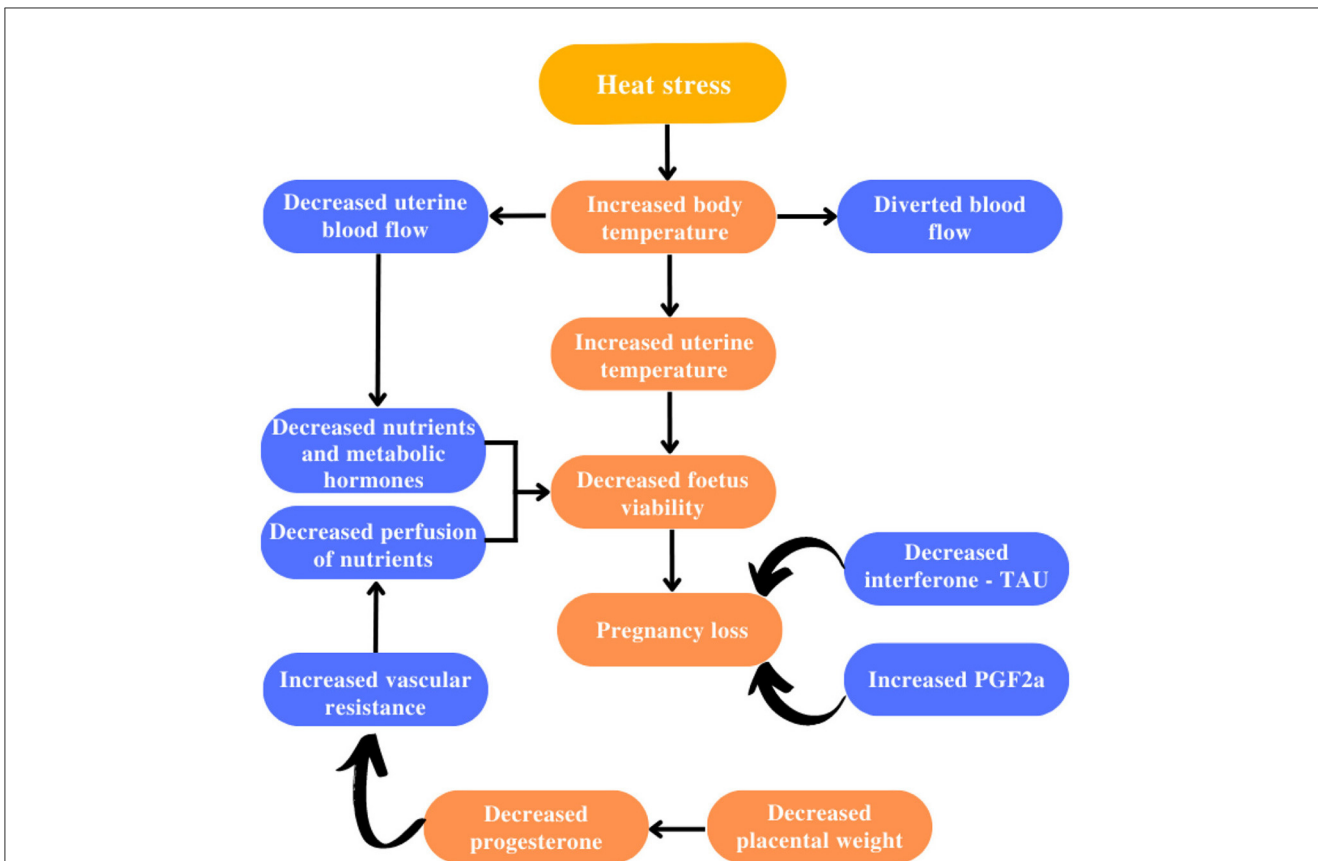 Heat stress
Decreased uterine
blood flow
Increased body
temperature
Diverted blood
flow
Increased uterine
temperature
Decreased nutrients
and metabolic
hormones
Decreased foetus
viability
Decreased perfusion
of nutrients
Decreased
interferone - TAU
Pregnancy loss
Increased vascular
resistance
Increased PGF2a
Decreased
progesterone
Decreased
placental weight